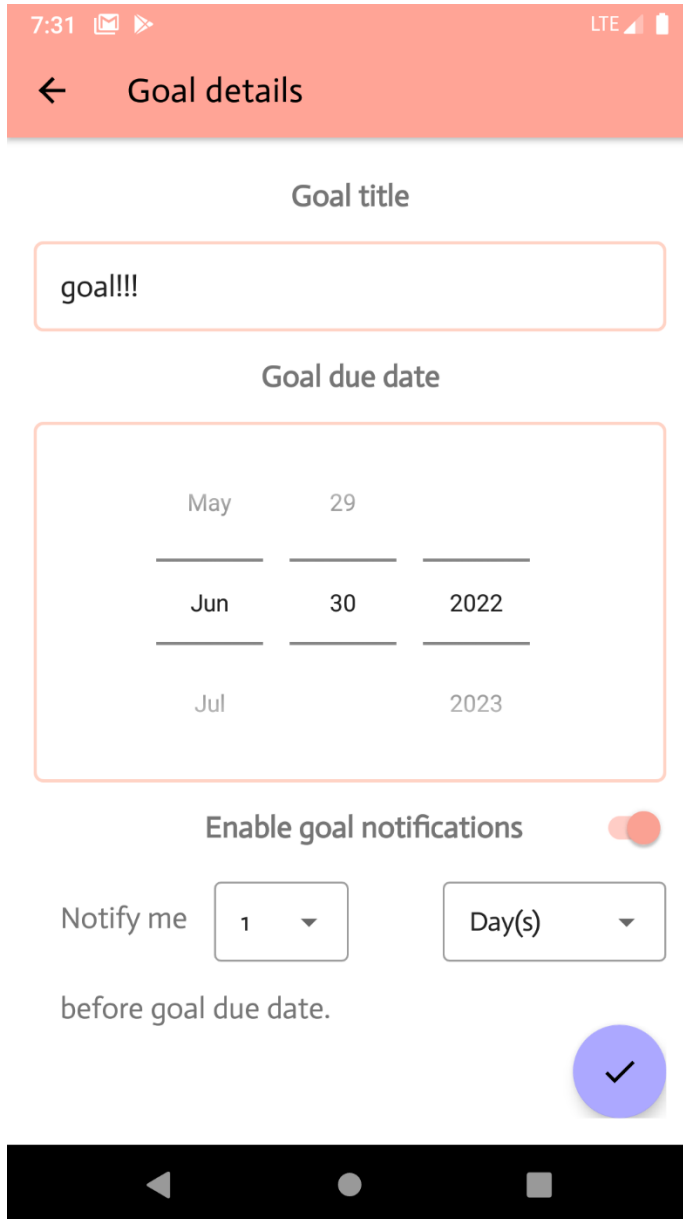 7:31 LTE
Goal details
Goal title
goal!!!
Goal due date
May 29
Jun 30 2022
Jul 2023
Enable goal notifications
Notify me 1 Day(s)
before goal due date.